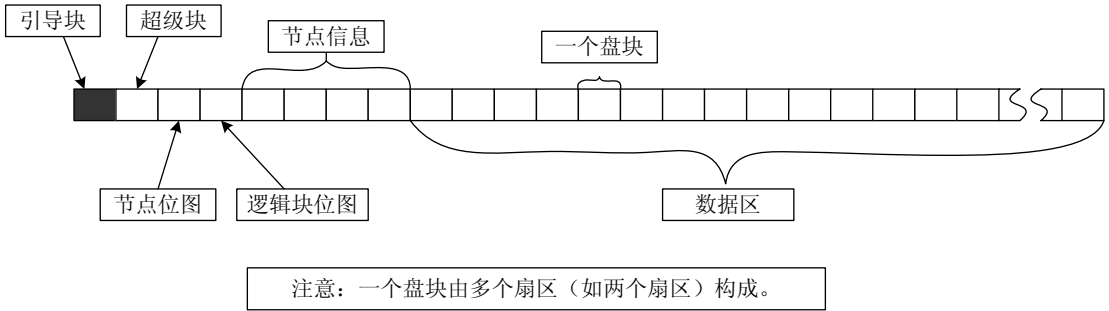 引导块
超级块
节点信息
一个盘块
节点位图
逻辑块位图
数据区
注意：一个盘块由多个扇区（如两个扇区）构成。